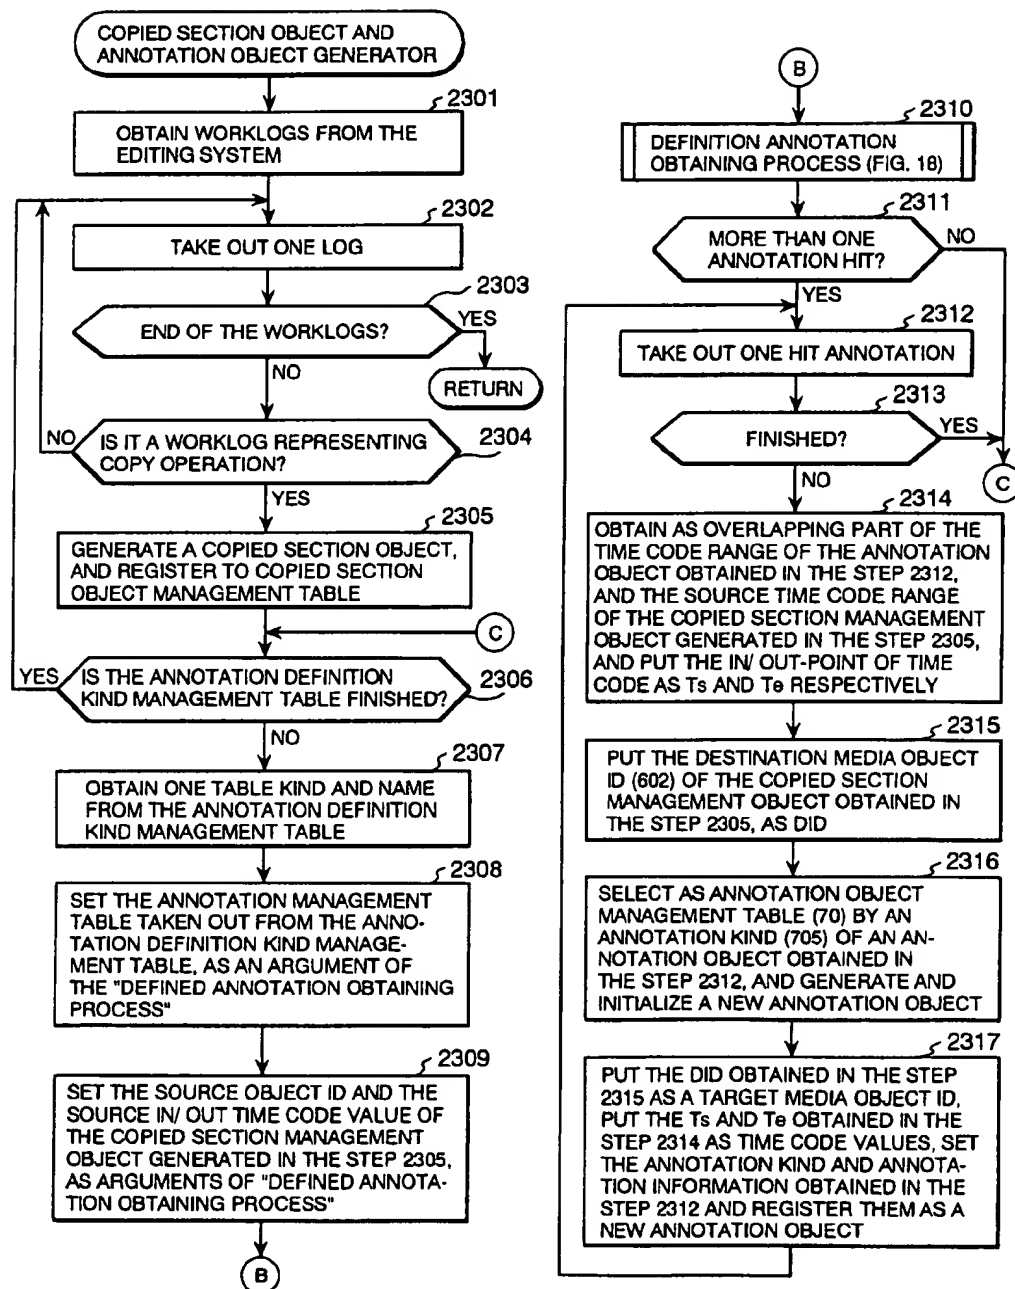 COPIED SECTION OBJECT AND
ANNOTATION OBJECT GENERATOR
2301
OBTAIN WORKLOGS FROM THE
EDITING SYSTEM
2302
TAKE OUT ONE LOG
2303
END OF THE WORKLOGS?
YES
NO
RETURN
NO
IS IT A WORKLOG REPRESENTING
COPY OPERATION?
2304
YES
2305
GENERATE A COPIED SECTION OBJECT,
AND REGISTER TO COPIED SECTION
OBJECT MANAGEMENT TABLE
C
YES
IS THE ANNOTATION DEFINITION
KIND MANAGEMENT TABLE FINISHED?
2306
NO
2307
OBTAIN ONE TABLE KIND AND NAME
FROM THE ANNOTATION DEFINITION
KIND MANAGEMENT TABLE
2308
SET THE ANNOTATION MANAGEMENT
TABLE TAKEN OUT FROM THE ANNO-
TATION DEFINITION KIND MANAGE-
MENT TABLE, AS AN ARGUMENT OF
THE "DEFINED ANNOTATION OBTAINING
PROCESS"
2309
SET THE SOURCE OBJECT ID AND THE
SOURCE IN/ OUT TIME CODE VALUE OF
THE COPIED SECTION MANAGEMENT
OBJECT GENERATED IN THE STEP 2305,
AS ARGUMENTS OF "DEFINED ANNOTA-
TION OBTAINING PROCESS"
B
B
2310
DEFINITION ANNOTATION
OBTAINING PROCESS (FIG. 18)
2311
MORE THAN ONE
ANNOTATION HIT?
NO
YES
2312
TAKE OUT ONE HIT ANNOTATION
2313
FINISHED?
YES
NO
C
2314
OBTAIN AS OVERLAPPING PART OF THE
TIME CODE RANGE OF THE ANNOTATION
OBJECT OBTAINED IN THE STEP 2312,
AND THE SOURCE TIME CODE RANGE
OF THE COPIED SECTION MANAGEMENT
OBJECT GENERATED IN THE STEP 2305,
AND PUT THE IN/ OUT-POINT OF TIME
CODE AS Ts AND Te RESPECTIVELY
2315
PUT THE DESTINATION MEDIA OBJECT
ID (602) OF THE COPIED SECTION
MANAGEMENT OBJECT OBTAINED IN
THE STEP 2305, AS DID
2316
SELECT AS ANNOTATION OBJECT
MANAGEMENT TABLE (70) BY AN
ANNOTATION KIND (705) OF AN AN-
NOTATION OBJECT OBTAINED IN
THE STEP 2312, AND GENERATE AND
INITIALIZE A NEW ANNOTATION OBJECT
2317
PUT THE DID OBTAINED IN THE STEP
2315 AS A TARGET MEDIA OBJECT ID,
PUT THE Ts AND Te OBTAINED IN THE
STEP 2314 AS TIME CODE VALUES, SET
THE ANNOTATION KIND AND ANNOTA-
TION INFORMATION OBTAINED IN THE
STEP 2312 AND REGISTER THEM AS A
NEW ANNOTATION OBJECT